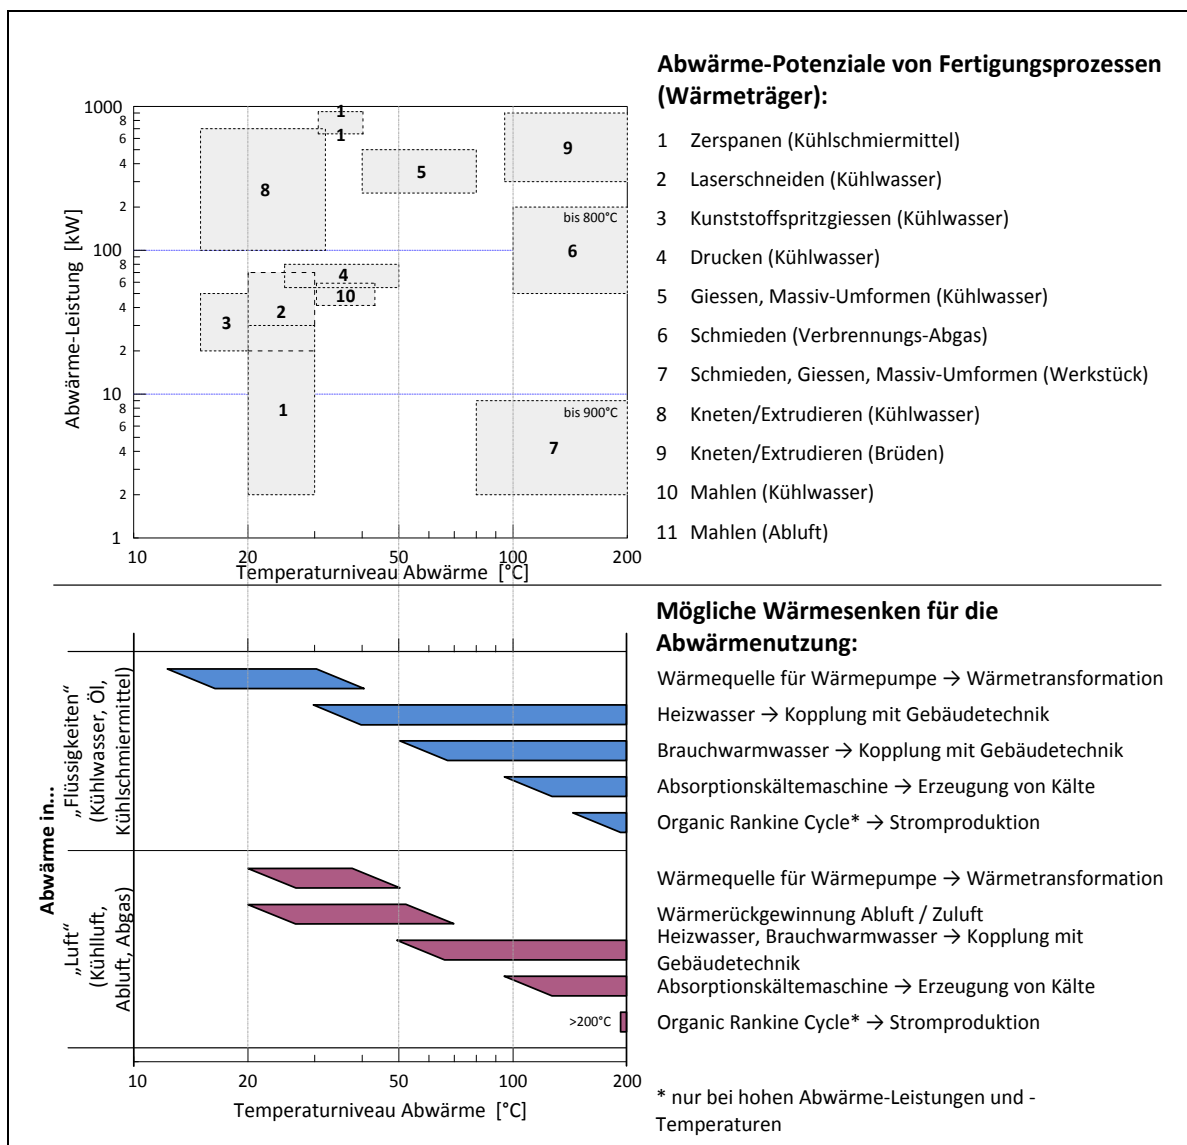 Abwärme-Potenziale von Fertigungsprozessen
(Wärmeträger):
1 Zerspanen (Kühlschmiermittel)
2 Laserschneiden (Kühlwasser)
3 Kunststoffspritzgiessen (Kühlwasser)
4 Drucken (Kühlwasser)
5 Giessen, Massiv-Umformen (Kühlwasser)
6 Schmieden (Verbrennungs-Abgas)
7 Schmieden, Giessen, Massiv-Umformen (Werkstück)
8 Kneten/Extrudieren (Kühlwasser)
9 Kneten/Extrudieren (Brüden)
10 Mahlen (Kühlwasser)
11 Mahlen (Abluft)
Abwärme-Leistung [kW]
1000
8
6
4
2
100
8
6
4
2
10
8
6
4
2
1
1
1
9
5
8
bis 800°C
6
4
10
2
3
1
bis 900°C
7
10 20 50 100 200
Temperaturniveau Abwärme [°C]
Mögliche Wärmesenken für die
Abwärmenutzung:
Abwärme in...
„Flüssigkeiten“
(Kühlwasser, Öl,
Kühlschmiermittel)
Wärmequelle für Wärmepumpe → Wärmetransformation
Heizwasser → Kopplung mit Gebäudetechnik
Brauchwarmwasser → Kopplung mit Gebäudetechnik
Absorptionskältemaschine → Erzeugung von Kälte
Organic Rankine Cycle* → Stromproduktion
„Luft“
(Kühlluft,
Abluft, Abgas)
Wärmequelle für Wärmepumpe → Wärmetransformation
Wärmerückgewinnung Abluft / Zuluft
Heizwasser, Brauchwarmwasser → Kopplung mit
Gebäudetechnik
Absorptionskältemaschine → Erzeugung von Kälte
>200°C
Organic Rankine Cycle* → Stromproduktion
10 20 50 100 200
Temperaturniveau Abwärme [°C]
* nur bei hohen Abwärme-Leistungen und -
Temperaturen